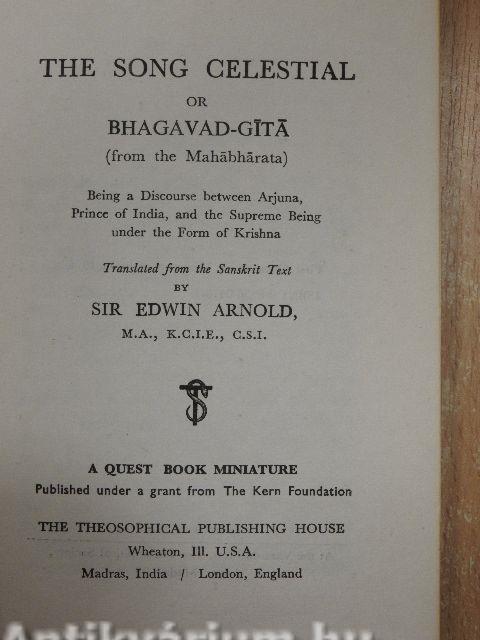 THE SONG CELESTIAL
OR
BHAGAVAD-GĪTĀ
(from the Mahābhārata)
Being a Discourse between Arjuna,
Prince of India, and the Supreme Being
under the Form of Krishna
Translated from the Sanskrit Text
BY
SIR EDWIN ARNOLD,
M.A., K.C.I.E., C.S.I.
A QUEST BOOK MINIATURE
Published under a grant from The Kern Foundation
THE THEOSOPHICAL PUBLISHING HOUSE
Wheaton, Ill. U.S.A.
Madras, India / London, England
Antikvárium.hu